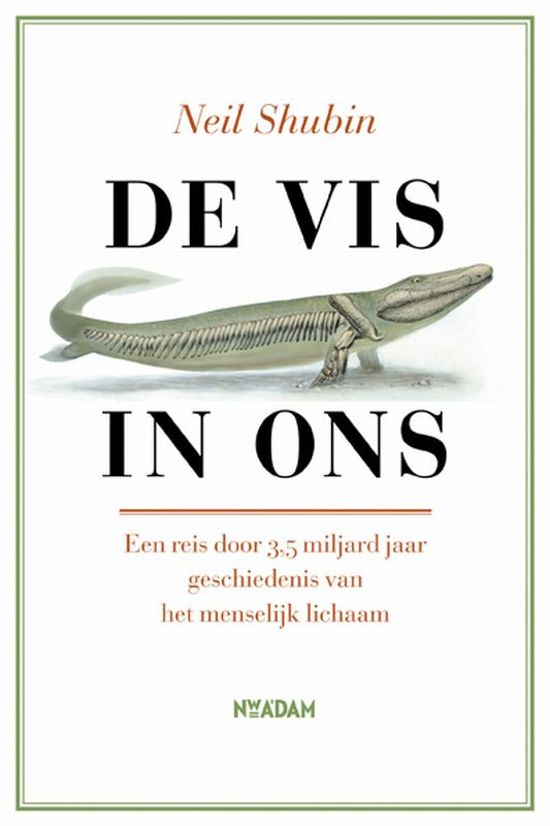 Neil Shubin
DE VIS
IN ONS
Een reis door 3,5 miljard jaar
geschiedenis van
het menselijk lichaam
NWADAM